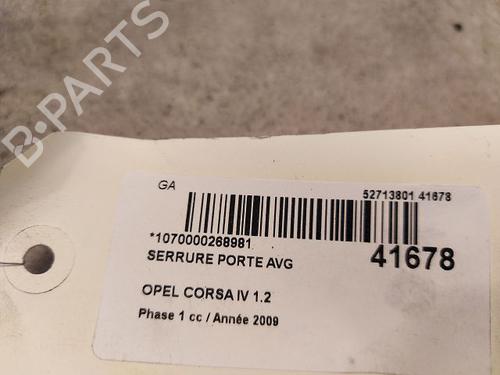 B-PARTS
GA
52713801 41678
*1070000268981
41678
SERRURE PORTE AVG
OPEL CORSA IV 1.2
Phase 1 cc / Année 2009